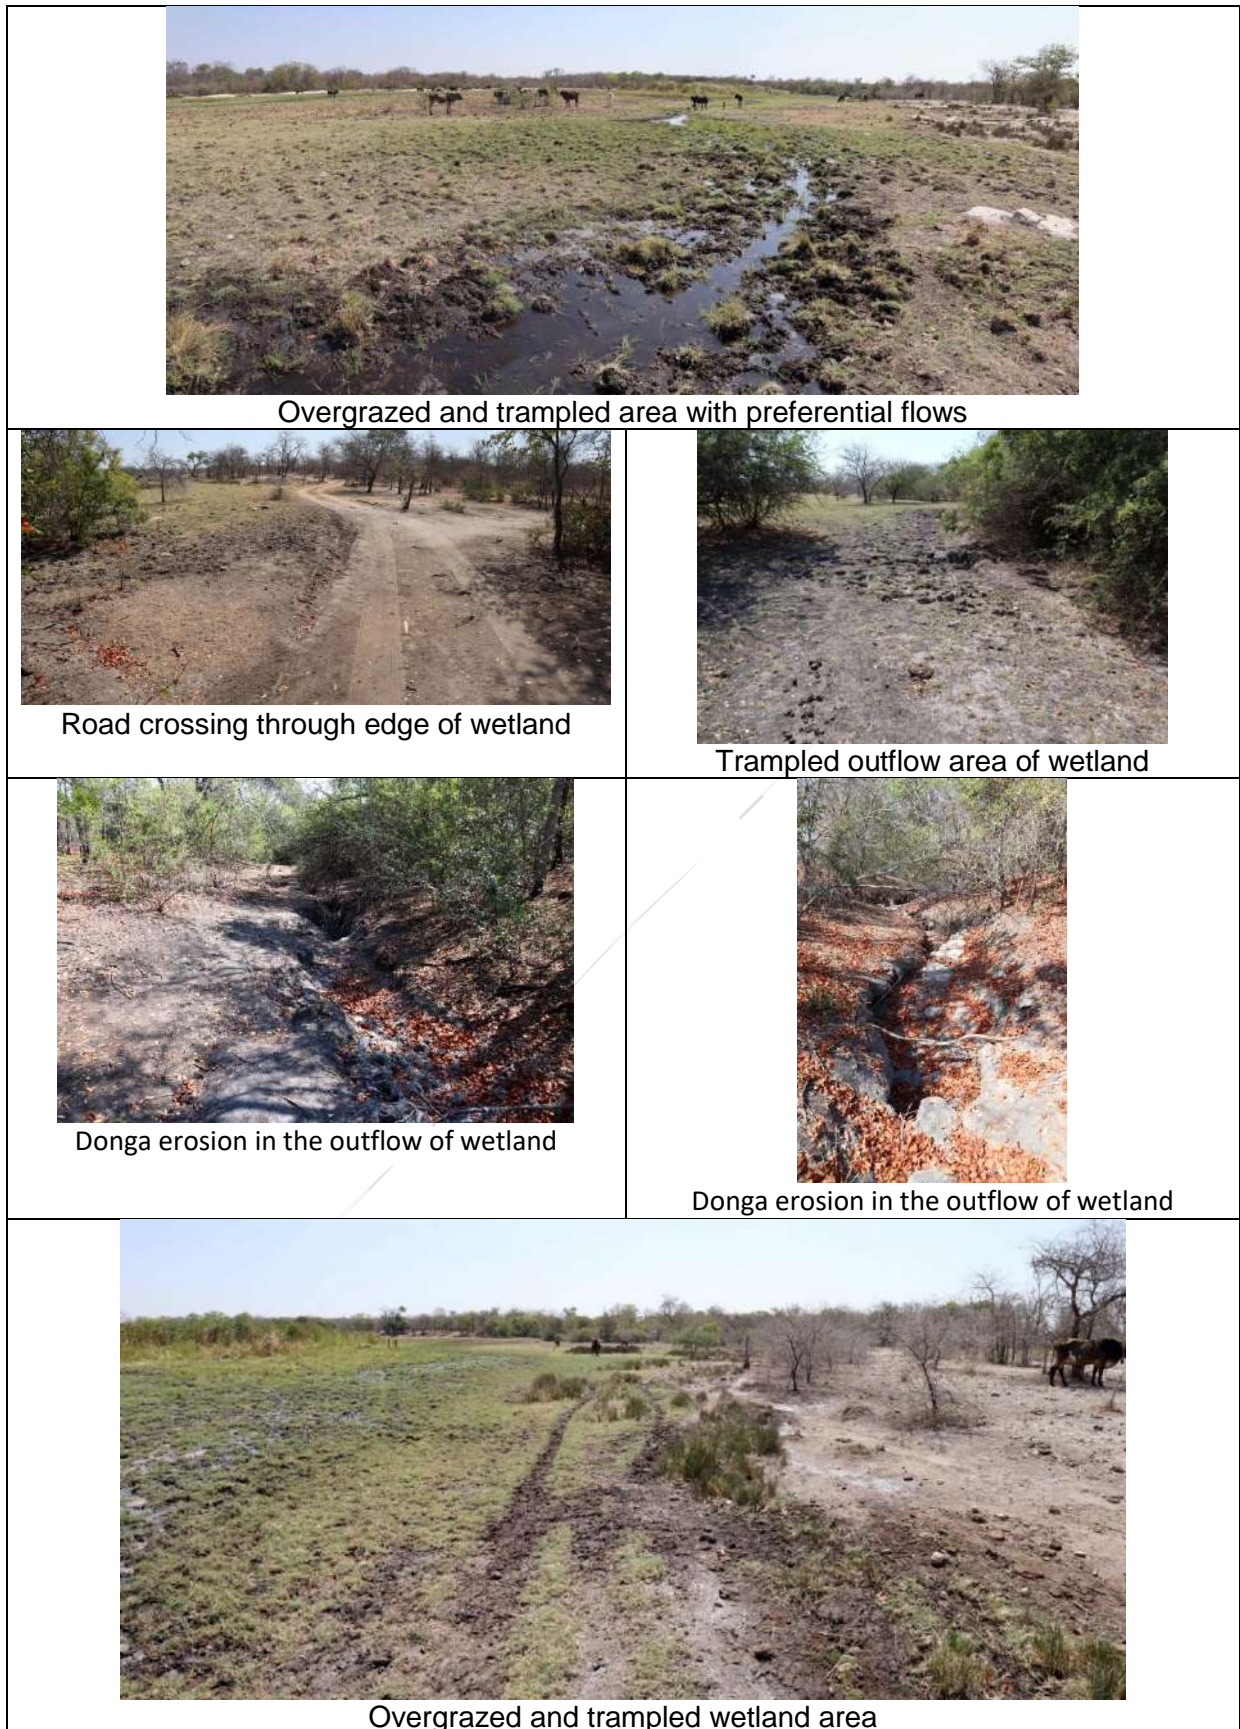 Overgrazed and trampled area with preferential flows
Road crossing through edge of wetland
Trampled outflow area of wetland
Donga erosion in the outflow of wetland
Donga erosion in the outflow of wetland
Overgrazed and trampled wetland area